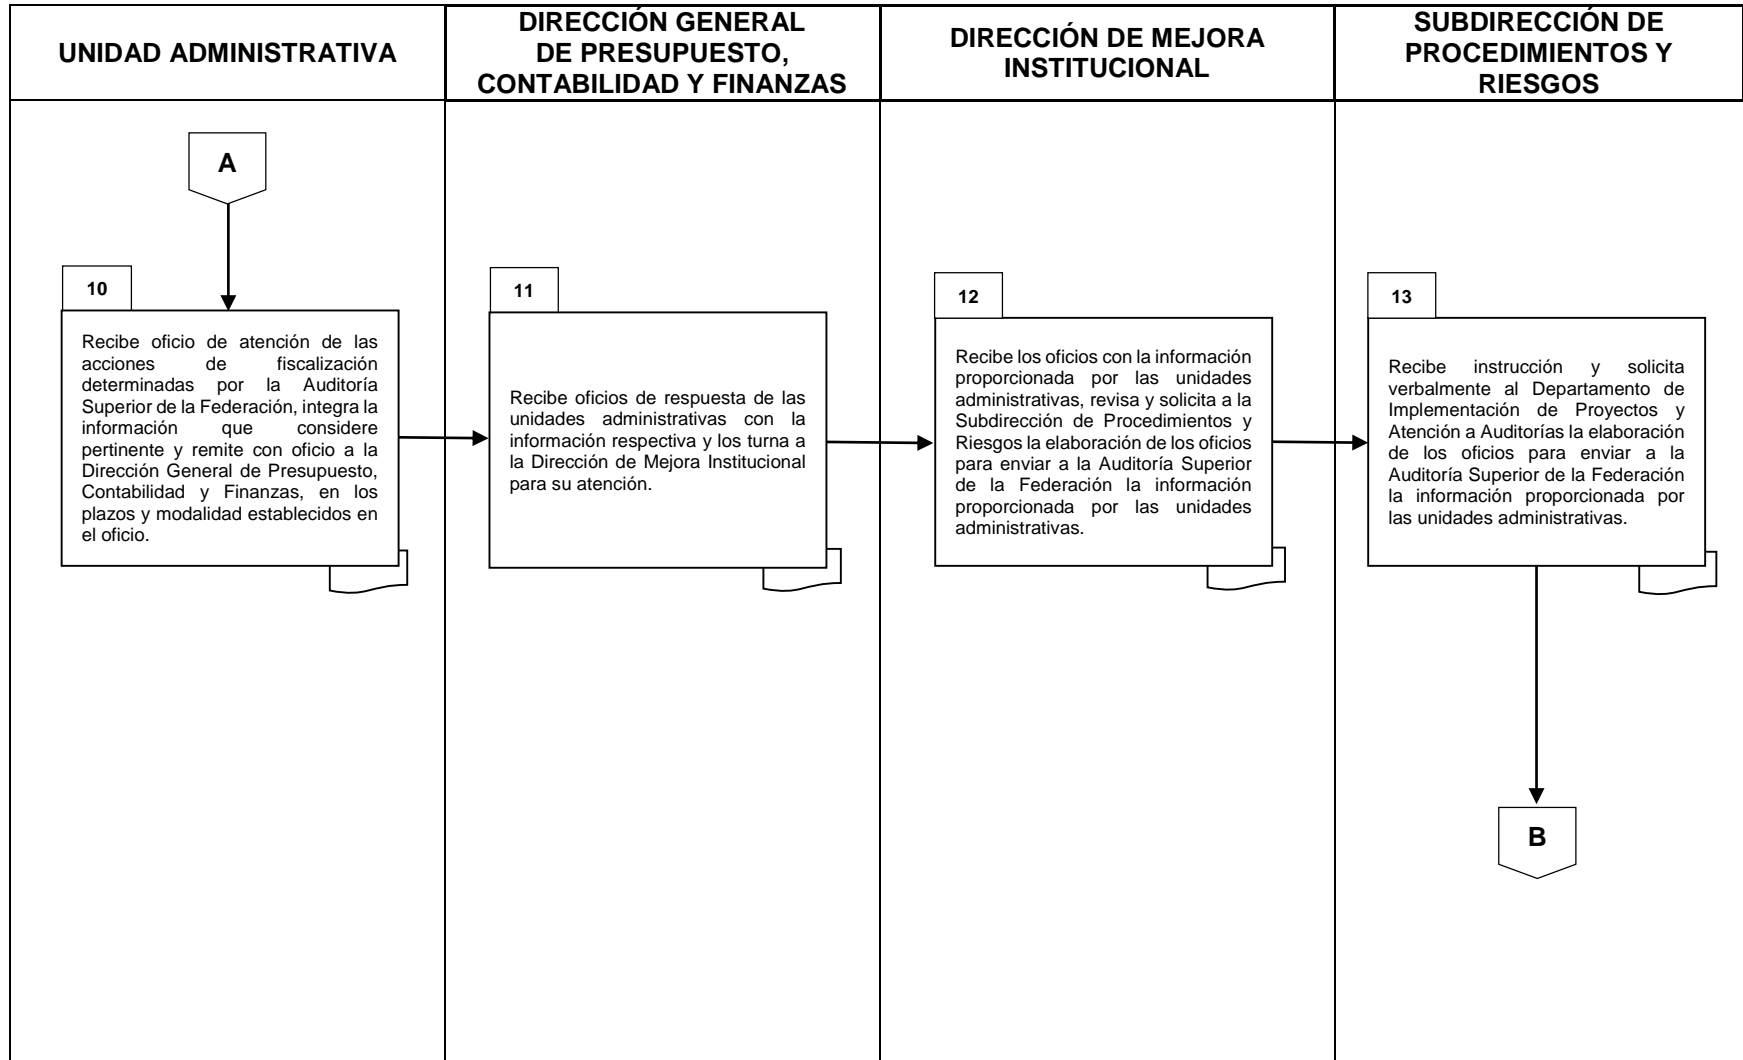 UNIDAD ADMINISTRATIVA
DIRECCIÓN GENERAL
DE PRESUPUESTO,
CONTABILIDAD Y FINANZAS
DIRECCIÓN DE MEJORA
INSTITUCIONAL
SUBDIRECCIÓN DE
PROCEDIMIENTOS Y
RIESGOS
A
10
Recibe oficio de atención de las
acciones de fiscalización
determinadas por la Auditoría
Superior de la Federación, integra la
información que considere
pertinente y remite con oficio a la
Dirección General de Presupuesto,
Contabilidad y Finanzas, en los
plazos y modalidad establecidos en
el oficio.
11
Recibe oficios de respuesta de las
unidades administrativas con la
información respectiva y los turna a
la Dirección de Mejora Institucional
para su atención.
12
Recibe los oficios con la información
proporcionada por las unidades
administrativas, revisa y solicita a la
Subdirección de Procedimientos y
Riesgos la elaboración de los oficios
para enviar a la Auditoría Superior
de la Federación la información
proporcionada por las unidades
administrativas.
13
Recibe instrucción y solicita
verbalmente al Departamento de
Implementación de Proyectos y
Atención a Auditorías la elaboración
de los oficios para enviar a la
Auditoría Superior de la Federación
la información proporcionada por
las unidades administrativas.
B